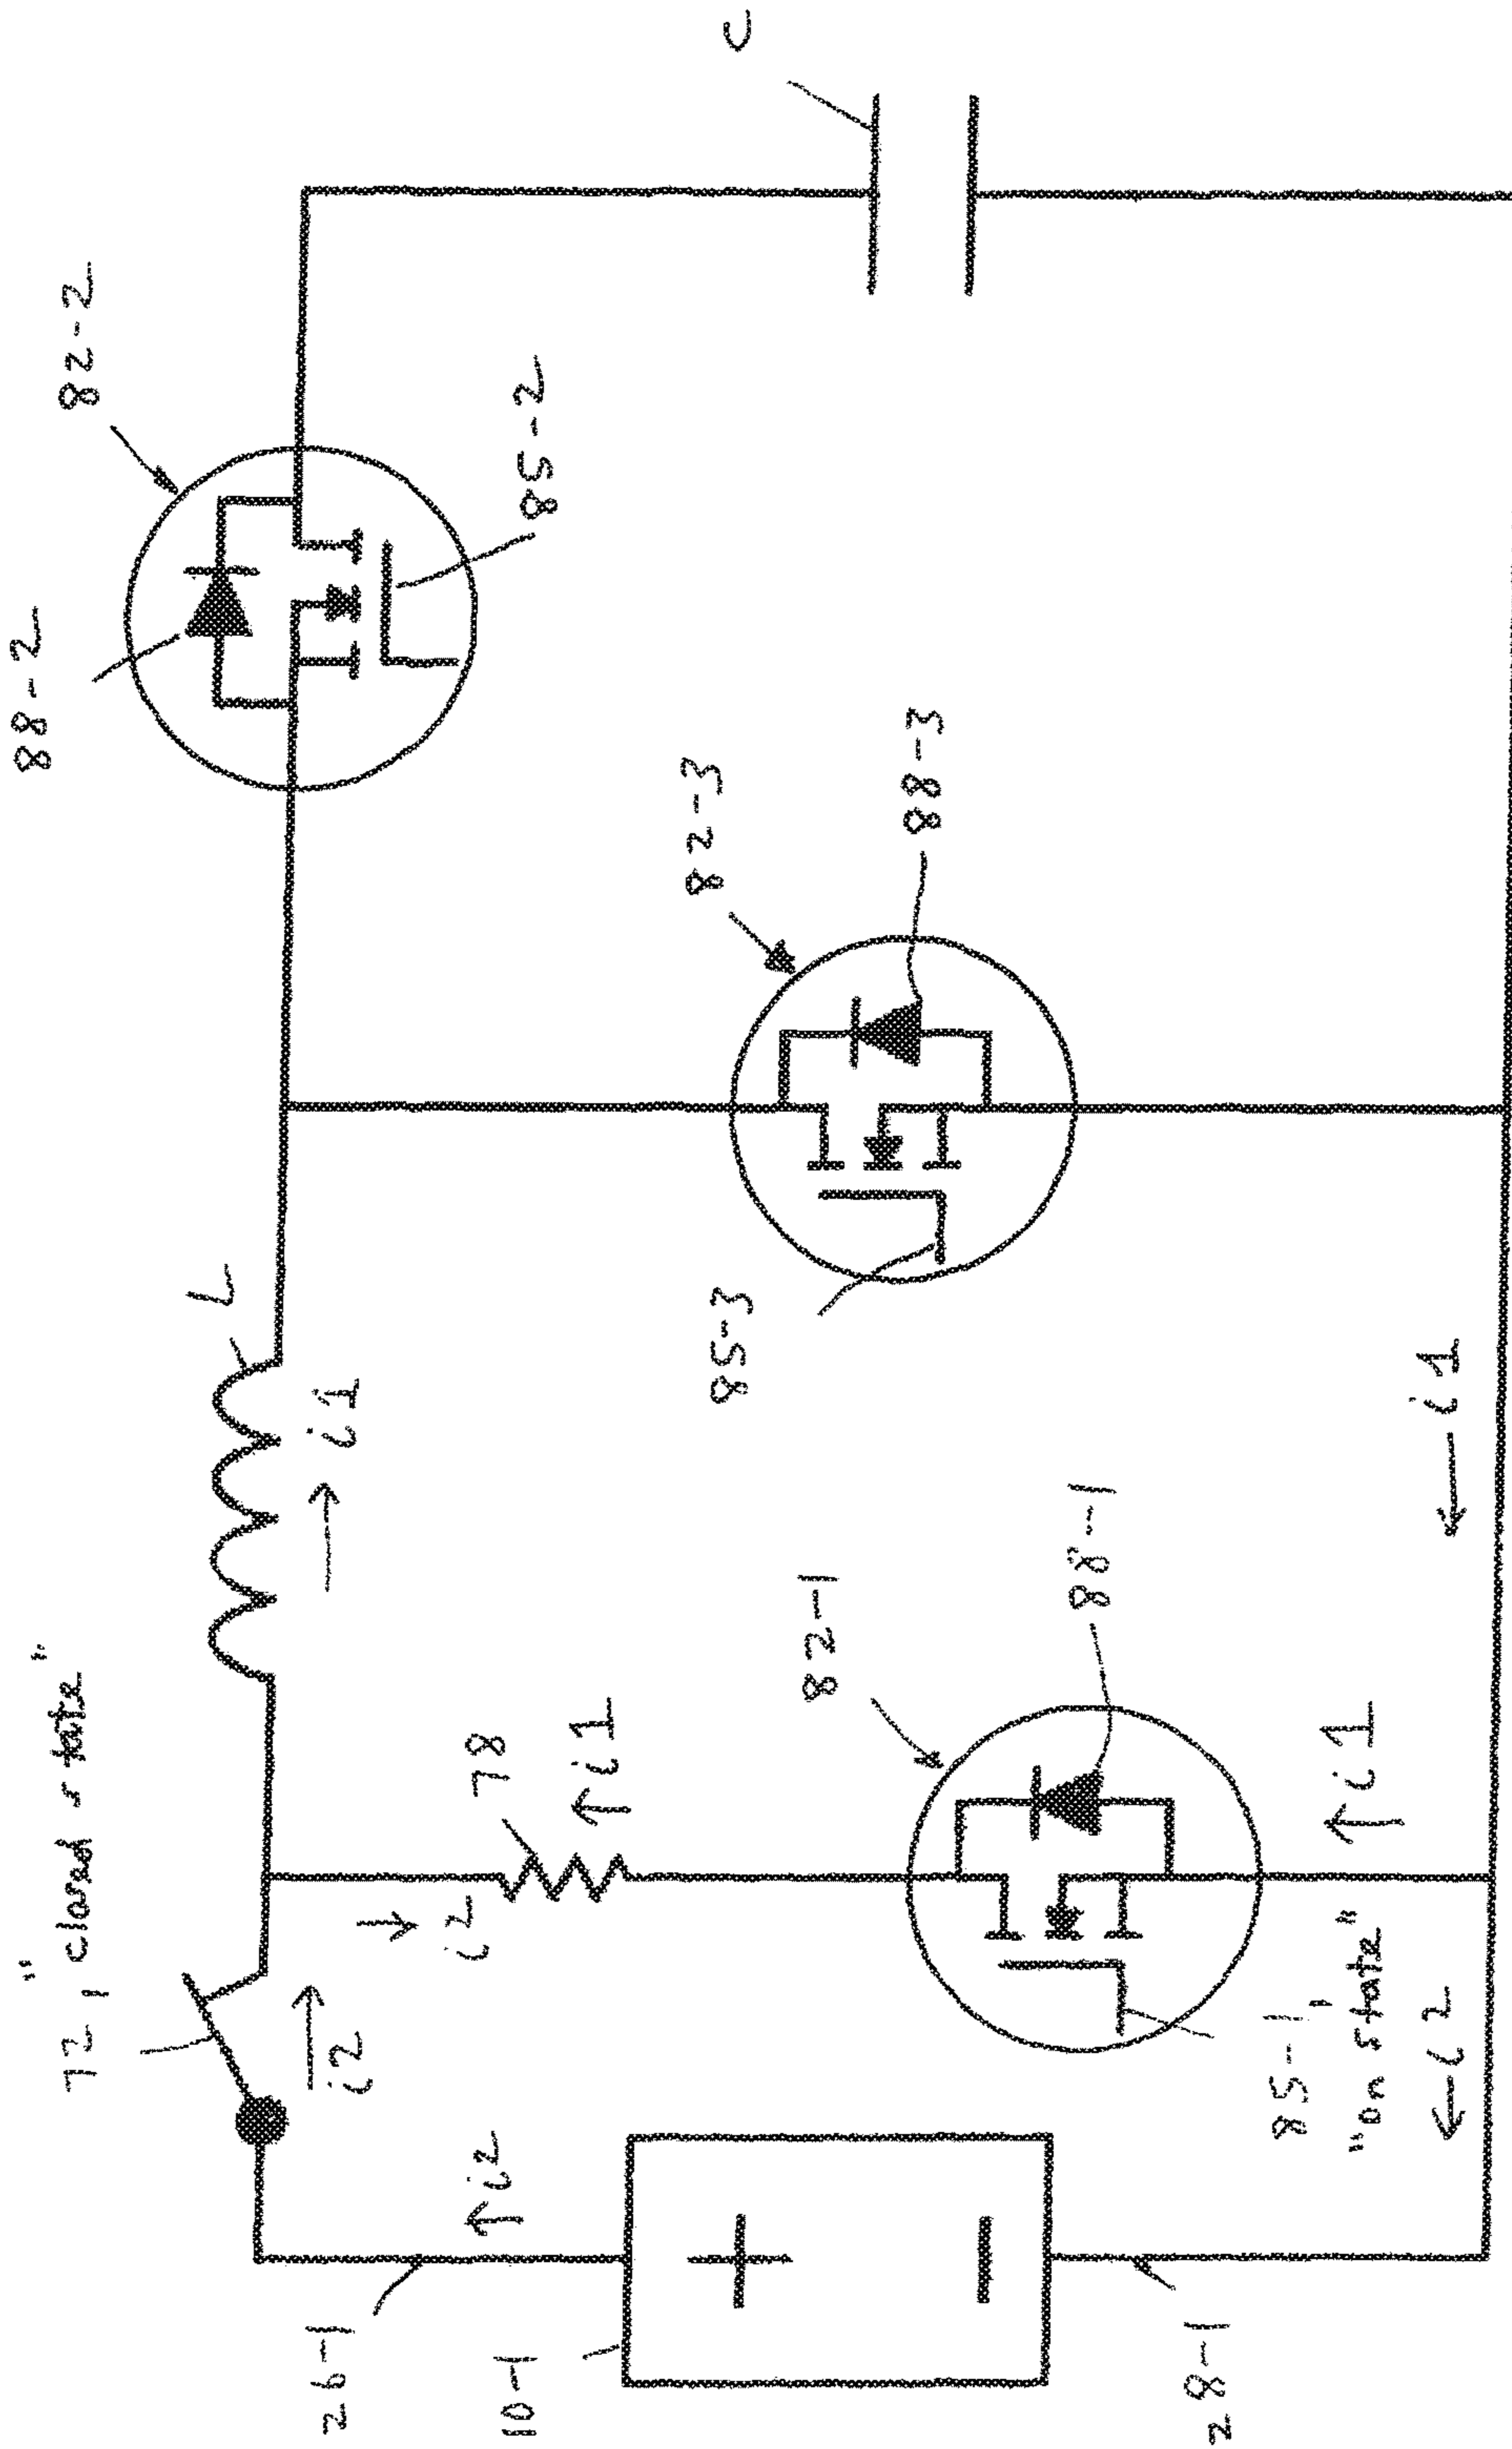 72, "closed state"
L
88-2
82-2
i2
i1
85-2
C
26-1
i2
i2
78
i1
82-3
10-1
+
−
85-3
88-3
82-1
88-1
28-1
85-1,
"on state"
i1
i2
i1